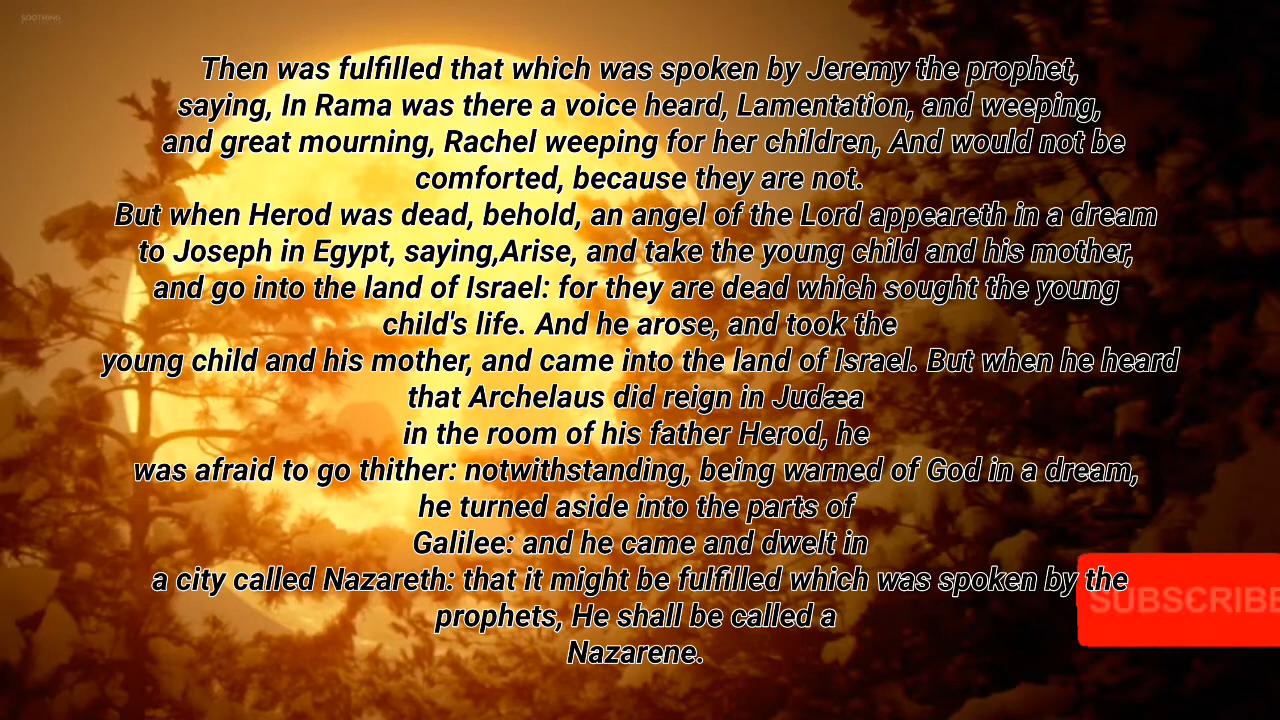 SOOTHING
Then was fulfilled that which was spoken by Jeremy the prophet,
saying, In Rama was there a voice heard, Lamentation, and weeping,
and great mourning, Rachel weeping for her children, And would not be
comforted, because they are not.
But when Herod was dead, behold, an angel of the Lord appeareth in a dream
to Joseph in Egypt, saying,Arise, and take the young child and his mother,
and go into the land of Israel: for they are dead which sought the young
child's life. And he arose, and took the
young child and his mother, and came into the land of Israel. But when he heard
that Archelaus did reign in Judæa
in the room of his father Herod, he
was afraid to go thither: notwithstanding, being warned of God in a dream,
he turned aside into the parts of
Galilee: and he came and dwelt in
a city called Nazareth: that it might be fulfilled which was spoken by the
SUBSCRIBE
prophets, He shall be called a
Nazarene.